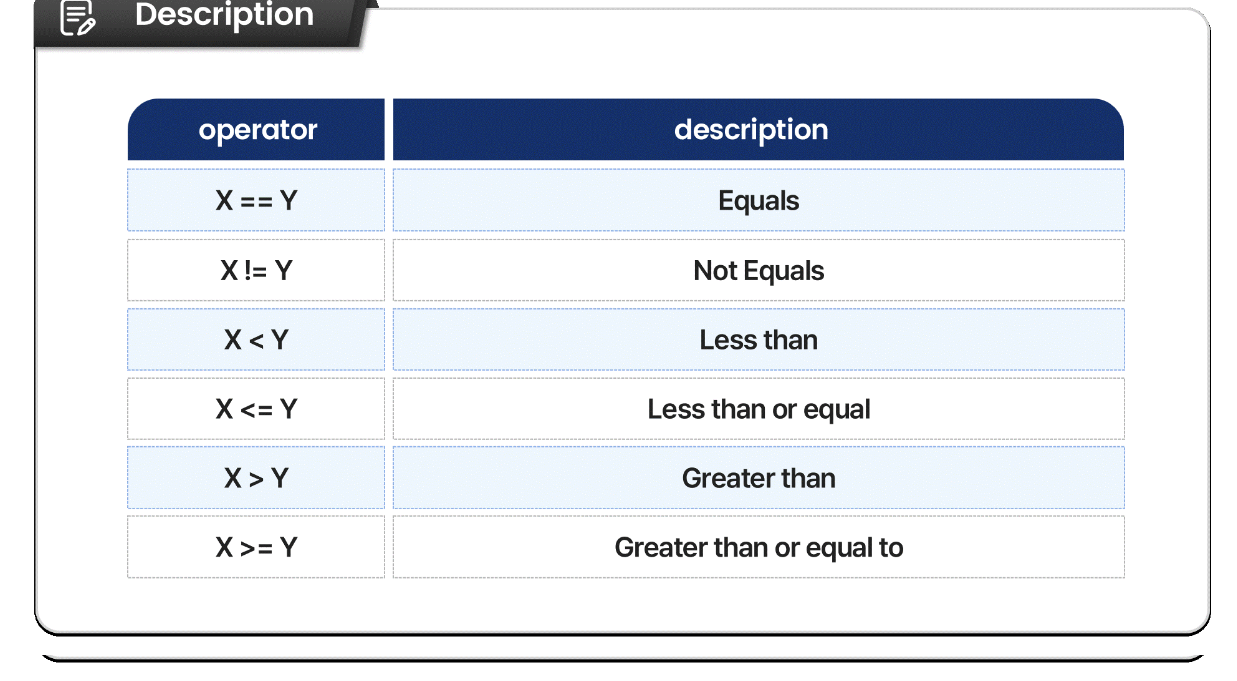 Description
operator description
X == Y Equals
X != Y Not Equals
X < Y Less than
X <= Y Less than or equal
X > Y Greater than
X >= Y Greater than or equal to